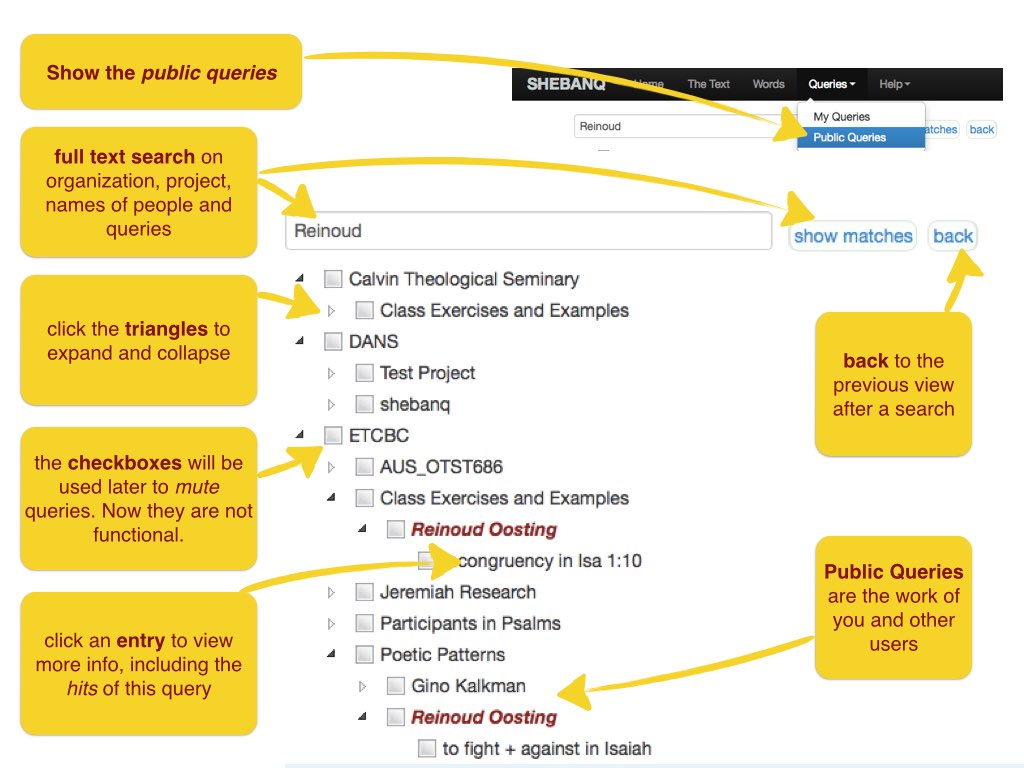 Show the public queries
SHEBANQ Home The Text Words Queries Help
My Queries
Reinoud
Public Queries
back
full text search on
organization, project,
names of people and
queries
Reinoud
show matches
back
Calvin Theological Seminary
Class Exercises and Examples
click the triangles to
expand and collapse
DANS
Test Project
shebanq
back to the
previous view
after a search
ETCBC
the checkboxes will be
used later to mute
queries. Now they are not
functional.
AUS_OTST686
Class Exercises and Examples
Reinoud Oosting
congruency in Isa 1:10
Jeremiah Research
Participants in Psalms
Poetic Patterns
Gino Kalkman
Reinoud Oosting
to fight + against in Isaiah
click an entry to view
more info, including the
hits of this query
Public Queries
are the work of
you and other
users